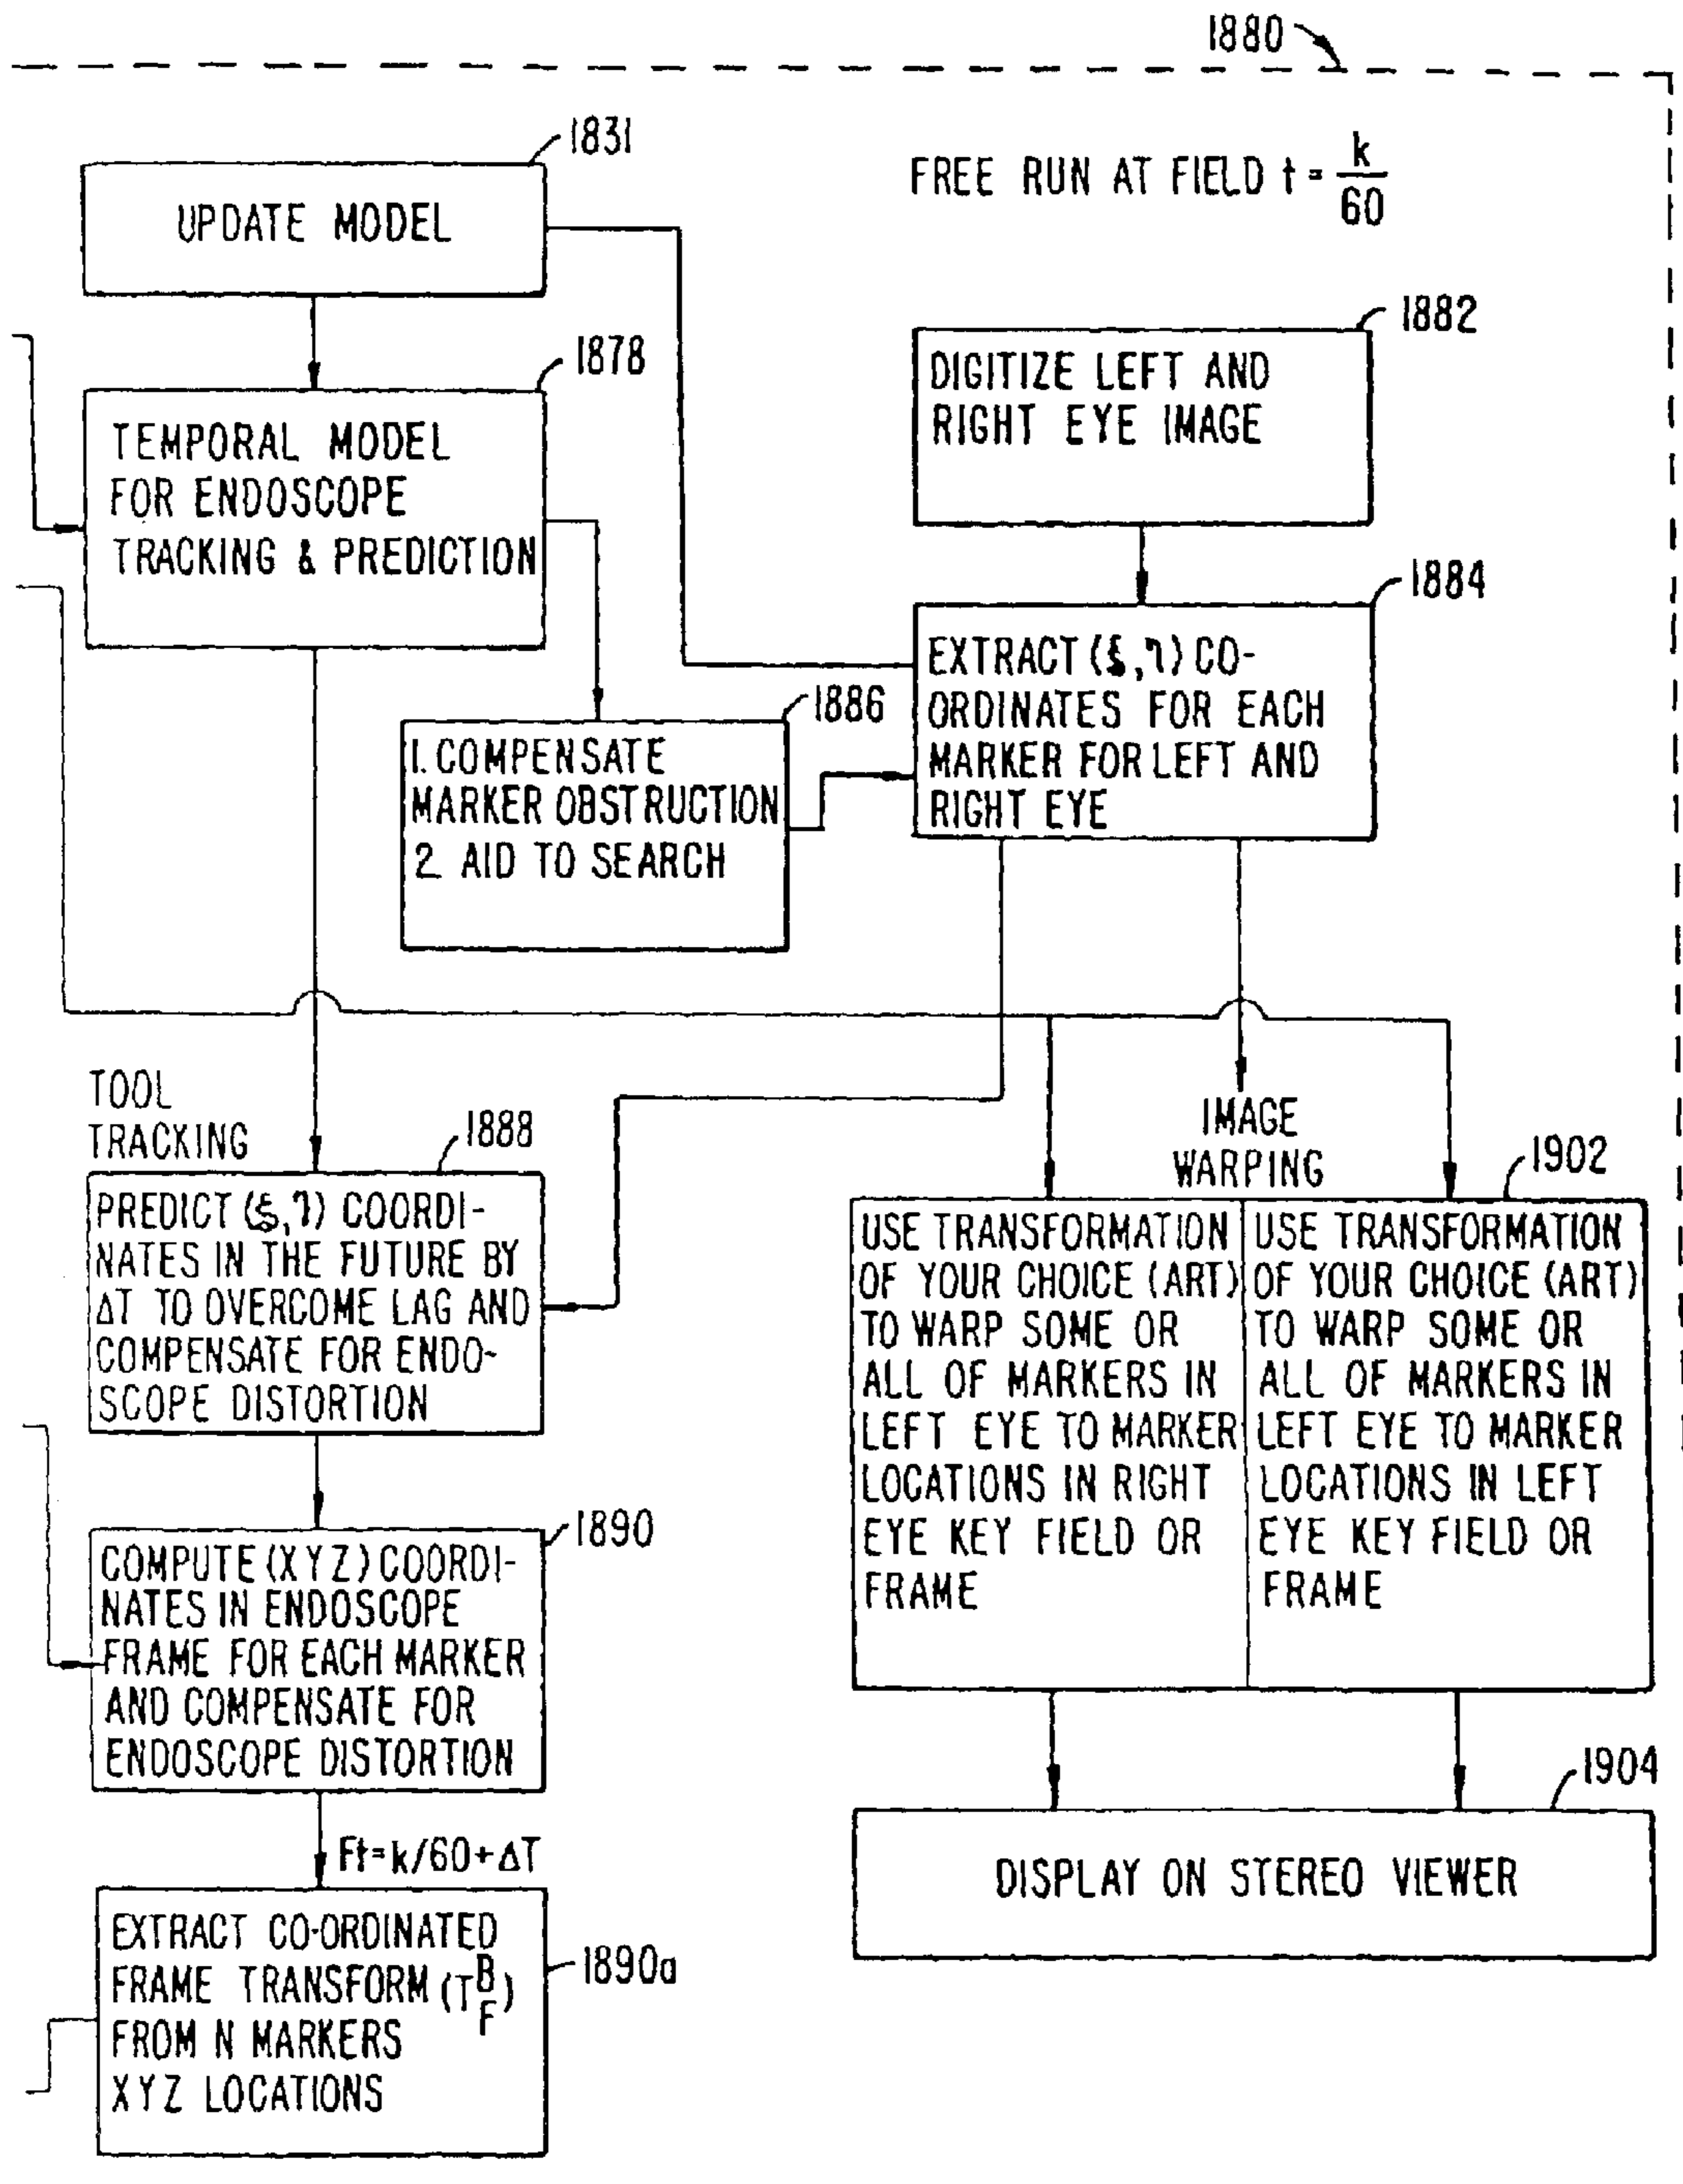 1880
1831
UPDATE MODEL
FREE RUN AT FIELD t = k/60
1878
TEMPORAL MODEL
FOR ENDOSCOPE
TRACKING & PREDICTION
1882
DIGITIZE LEFT AND
RIGHT EYE IMAGE
1884
EXTRACT (ξ,η) CO-
ORDINATES FOR EACH
MARKER FOR LEFT AND
RIGHT EYE
1886
1. COMPENSATE
MARKER OBSTRUCTION
2. AID TO SEARCH
TOOL
TRACKING
1888
PREDICT (ξ,η) COORDI-
NATES IN THE FUTURE BY
ΔT TO OVERCOME LAG AND
COMPENSATE FOR ENDO-
SCOPE DISTORTION
IMAGE
WARPING
1902
USE TRANSFORMATION
OF YOUR CHOICE (ART)
TO WARP SOME OR
ALL OF MARKERS IN
LEFT EYE TO MARKER
LOCATIONS IN RIGHT
EYE KEY FIELD OR
FRAME
USE TRANSFORMATION
OF YOUR CHOICE (ART)
TO WARP SOME OR
ALL OF MARKERS IN
LEFT EYE TO MARKER
LOCATIONS IN LEFT
EYE KEY FIELD OR
FRAME
1890
COMPUTE (XYZ) COORDI-
NATES IN ENDOSCOPE
FRAME FOR EACH MARKER
AND COMPENSATE FOR
ENDOSCOPE DISTORTION
Ft=k/60+ΔT
1904
DISPLAY ON STEREO VIEWER
1890a
EXTRACT CO-ORDINATED
FRAME TRANSFORM (T B F)
FROM N MARKERS
XYZ LOCATIONS